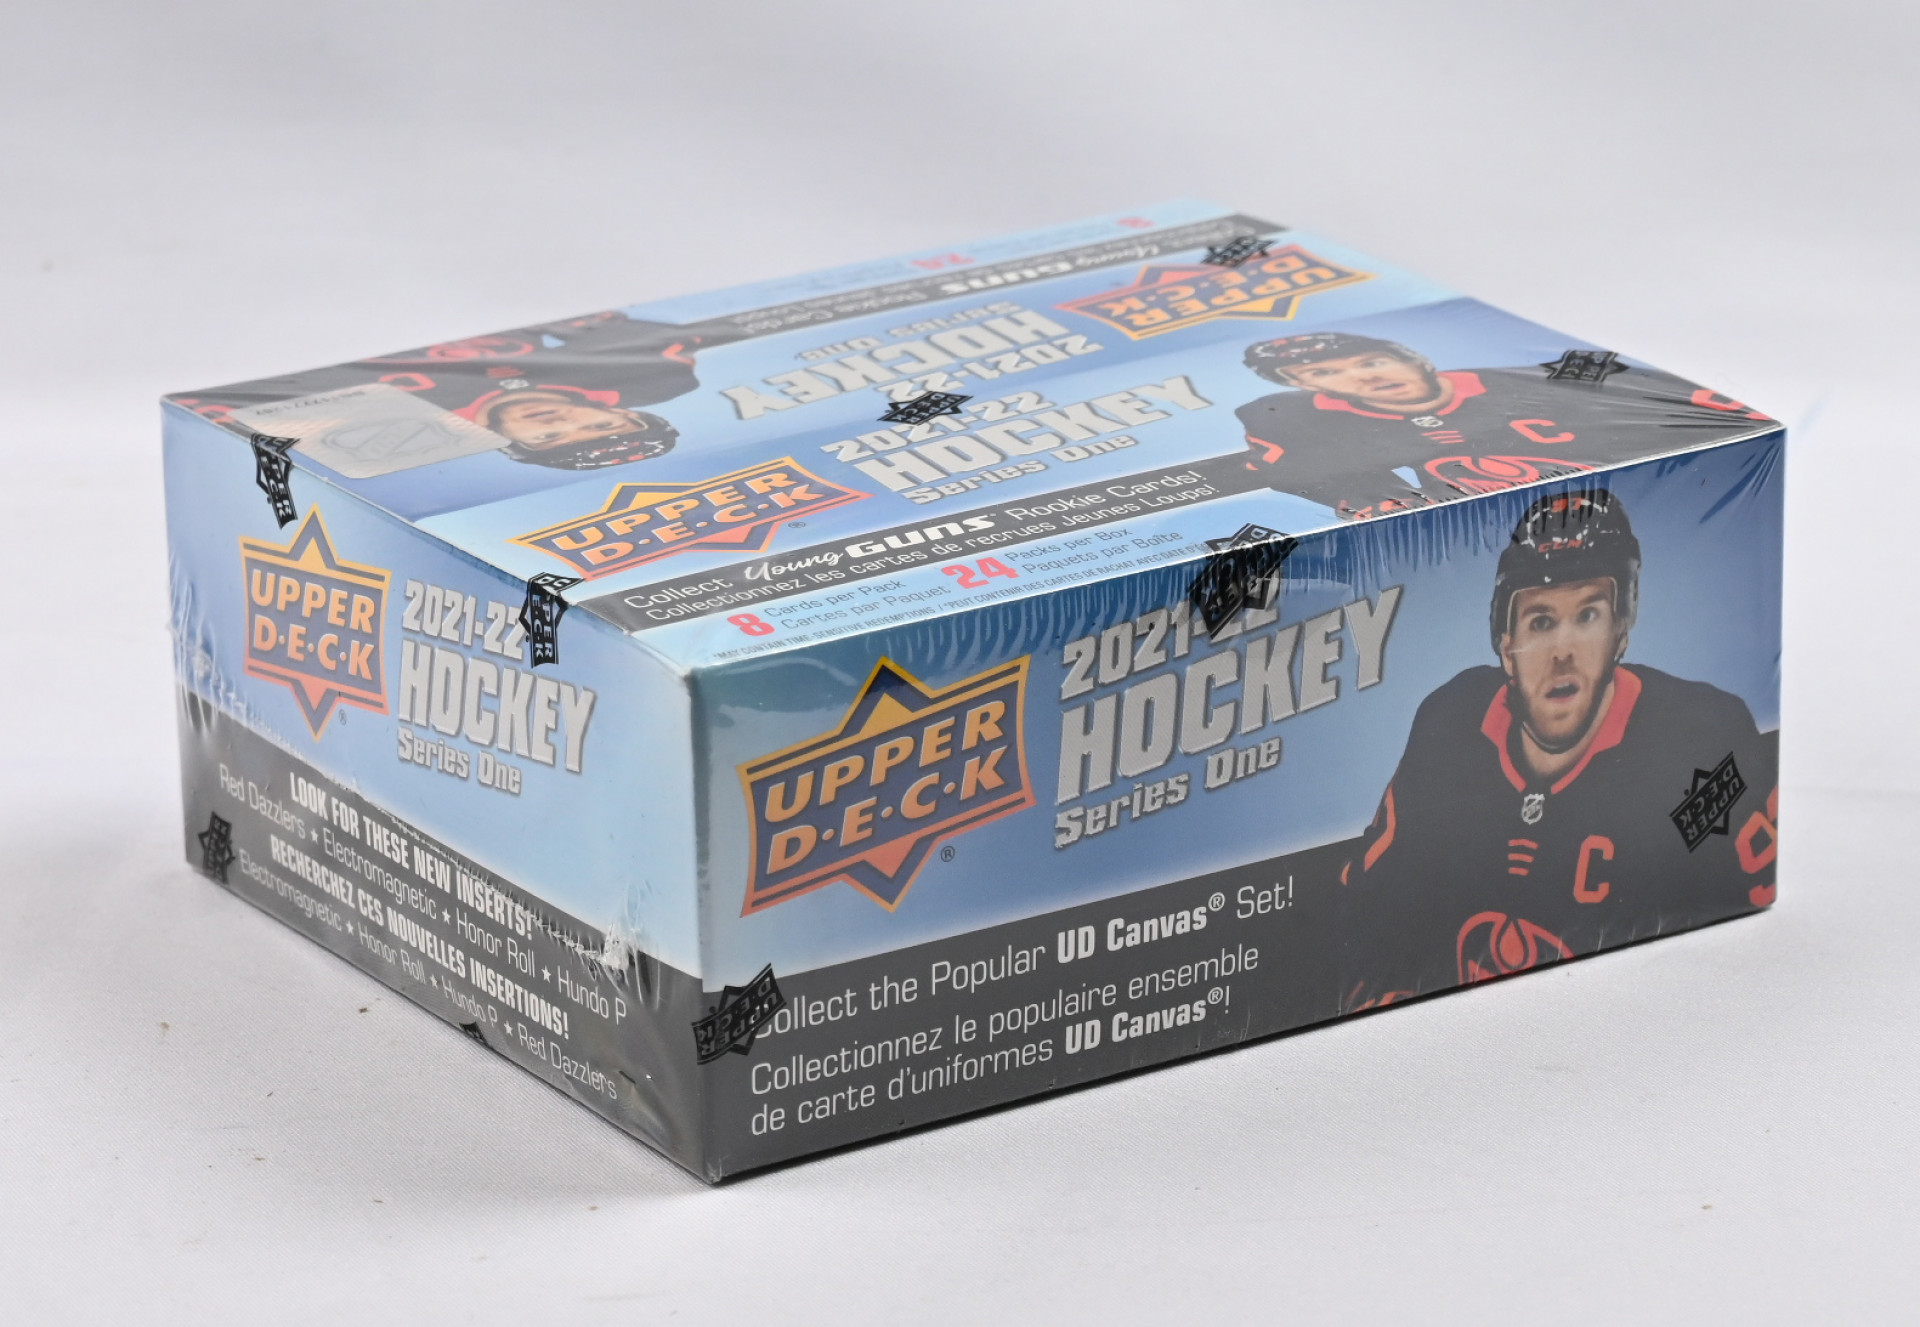 UPPER
D·E·C·K
2021-22
HOCKEY
Series One
UPPER
D·E·C·K®
2021-22
HOCKEY
Series One
Collect Young GUNS Rookie Cards!
Collectionnez les cartes de recrues Jeunes Loups!
8 Cards per Pack
Cartes par Paquet
24 Packs per Box
Paquets par Boîte
UPPER
D·E·C·K®
2021-22
HOCKEY
Series One
LOOK FOR THESE NEW INSERTS!
Red Dazzlers ★ Electromagnetic ★ Honor Roll ★ Hundo P
RECHERCHEZ CES NOUVELLES INSERTIONS!
Electromagnetic ★ Honor Roll ★ Hundo P ★ Red Dazzlers
UPPER
D·E·C·K®
2021-22
HOCKEY
Series One
CCM
C
Collect the Popular UD Canvas® Set!
Collectionnez le populaire ensemble
de carte d'uniformes UD Canvas®!